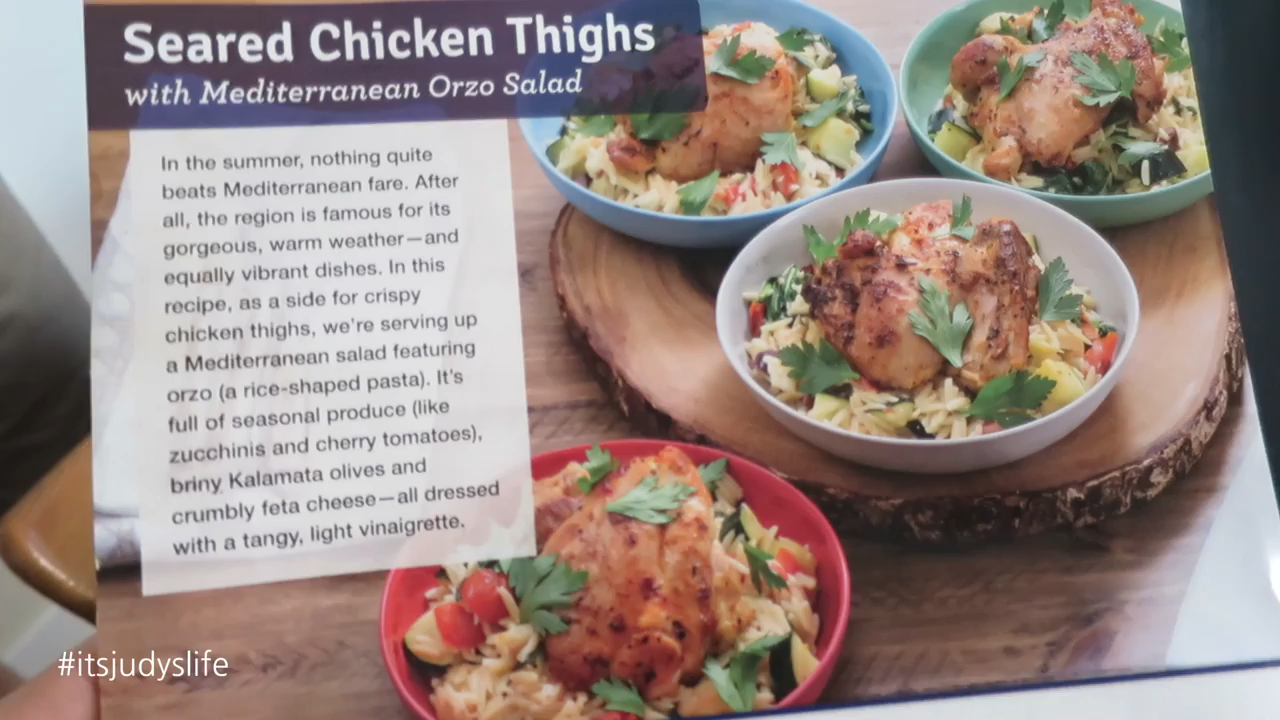 Seared Chicken Thighs
with Mediterranean Orzo Salad
In the summer, nothing quite
beats Mediterranean fare. After
all, the region is famous for its
gorgeous, warm weather—and
equally vibrant dishes. In this
recipe, as a side for crispy
chicken thighs, we're serving up
a Mediterranean salad featuring
orzo (a rice-shaped pasta). It's
full of seasonal produce (like
zucchinis and cherry tomatoes),
briny Kalamata olives and
crumbly feta cheese—all dressed
with a tangy, light vinaigrette.
#itsjudyslife